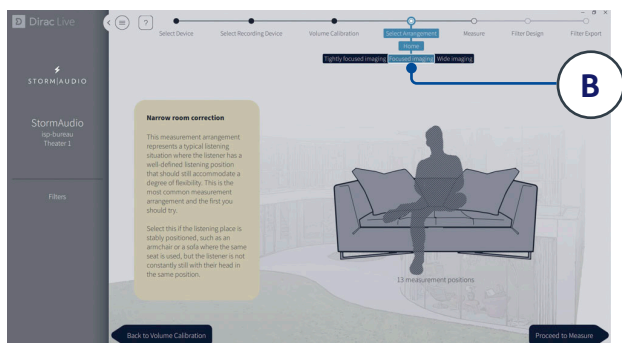 D Dirac Live
?
Select Device
Select Recording Device
Volume Calibration
Select Arrangement
Measure
Filter Design
Filter Export
Home
Tightly focused imaging
Focused imaging
Wide imaging
B
STORM|AUDIO
StormAudio
isp-bureau
Theater 1
Filters
Narrow room correction
This measurement arrangement
represents a typical listening
situation where the listener has a
well-defined listening position
that should still accommodate a
degree of flexibility. This is the
most common measurement
arrangement and the first you
should try.
Select this if the listening place is
stably positioned, such as an
armchair or a sofa where the same
seat is used, but the listener is not
constantly still with their head in
the same position.
13 measurement positions
Back to Volume Calibration
Proceed to Measure